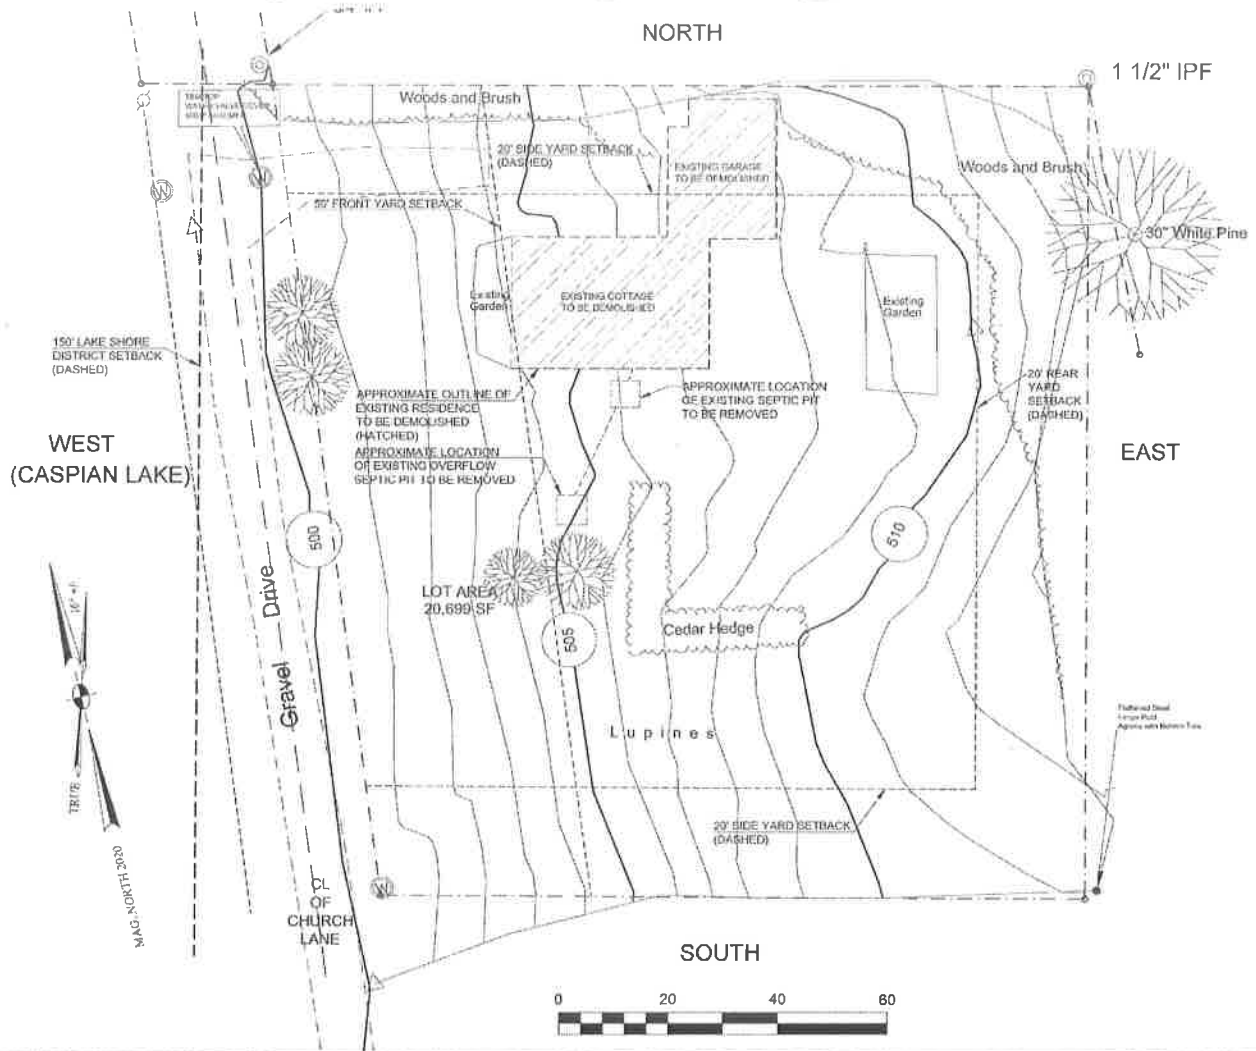 NORTH
1 1/2" IPF
Woods and Brush
20' SIDE YARD SETBACK
(DASHED)
EXISTING GARAGE
TO BE DEMOLISHED
Woods and Brush
50' FRONT YARD SETBACK
30" White Pine
Existing
Garden
EXISTING COTTAGE
TO BE DEMOLISHED
Existing
Garden
150' LAKE SHORE
DISTRICT SETBACK
(DASHED)
APPROXIMATE OUTLINE OF
EXISTING RESIDENCE
TO BE DEMOLISHED
(HATCHED)
APPROXIMATE LOCATION
OF EXISTING SEPTIC PIT
TO BE REMOVED
20' REAR
YARD
SETBACK
(DASHED)
WEST
(CASPIAN LAKE)
APPROXIMATE LOCATION
OF EXISTING OVERFLOW
SEPTIC PIT TO BE REMOVED
EAST
500
510
LOT AREA
20,699 SF
505
Cedar Hedge
Gravel Drive
Lupines
TRUE
MAG. NORTH 2020
20' SIDE YARD SETBACK
(DASHED)
W
W
W
CL
OF
CHURCH
LANE
SOUTH
0 20 40 60